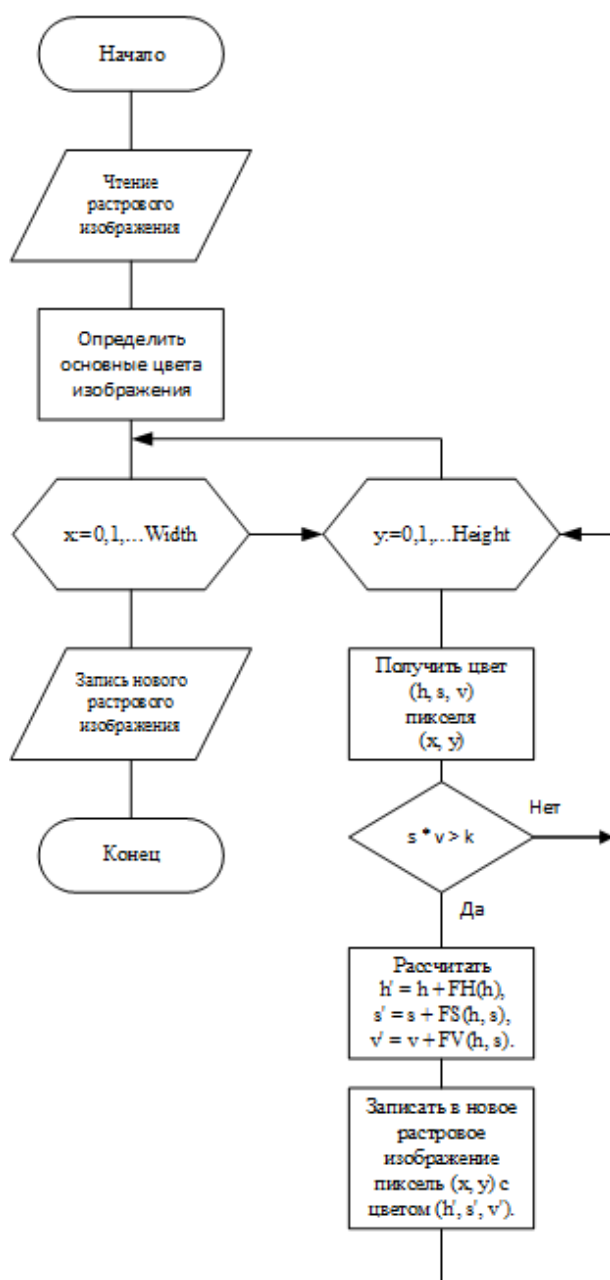 Начало
Чтение
растрового
изображения
Определить
основные цвета
изображения
x:=0,1,...Width
y:=0,1,...Height
Запись нового
растрового
изображения
Конец
Получить цвет
(h, s, v)
пикселя
(x, y)
s * v > k
Нет
Да
Рассчитать
h' = h + FH(h),
s' = s + FS(h, s),
v' = v + FV(h, s).
Записать в новое
растровое
изображение
пиксель (x, y) с
цветом (h', s', v').